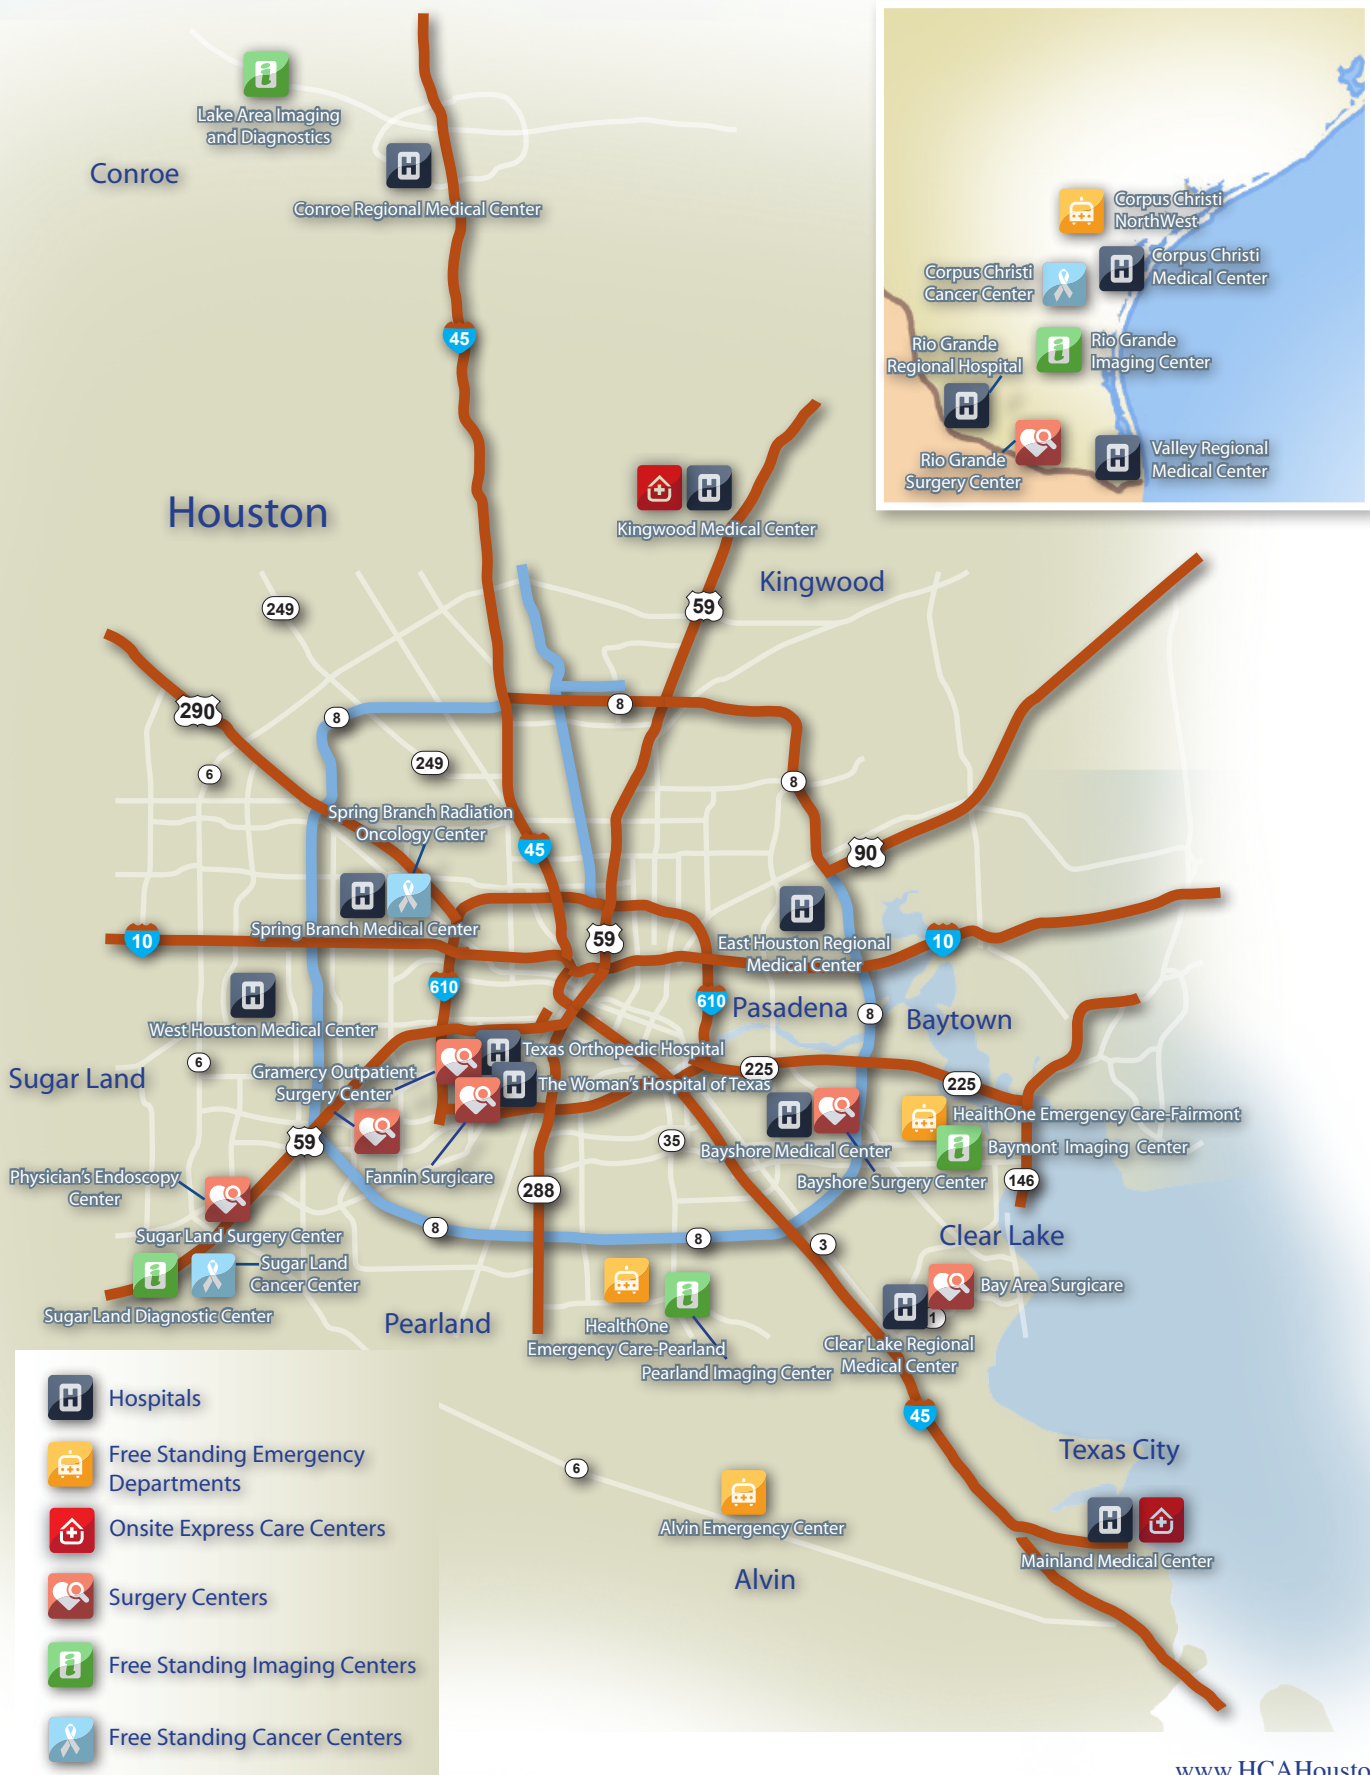 Lake Area Imaging
and Diagnostics
Conroe
Conroe Regional Medical Center
45
Corpus Christi
NorthWest
Corpus Christi
Medical Center
Corpus Christi
Cancer Center
Rio Grande
Imaging Center
Rio Grande
Regional Hospital
Rio Grande
Surgery Center
Valley Regional
Medical Center
Houston
Kingwood Medical Center
Kingwood
59
249
290
8
8
6
249
8
Spring Branch Radiation
Oncology Center
45
90
Spring Branch Medical Center
10
59
East Houston Regional
Medical Center
10
610
610
Pasadena
8
Baytown
West Houston Medical Center
6
Sugar Land
Texas Orthopedic Hospital
Gramercy Outpatient
Surgery Center
The Woman's Hospital of Texas
225
225
HealthOne Emergency Care-Fairmont
59
35
Bayshore Medical Center
Baymont Imaging Center
Physician's Endoscopy
Center
Fannin Surgicare
288
Bayshore Surgery Center
146
Sugar Land Surgery Center
8
8
3
Clear Lake
Sugar Land
Cancer Center
Sugar Land Diagnostic Center
Pearland
HealthOne
Emergency Care-Pearland
Pearland Imaging Center
Bay Area Surgicare
1
Clear Lake Regional
Medical Center
45
Texas City
6
Alvin Emergency Center
Alvin
Mainland Medical Center
Hospitals
Free Standing Emergency
Departments
Onsite Express Care Centers
Surgery Centers
Free Standing Imaging Centers
Free Standing Cancer Centers
www.HCAHousto